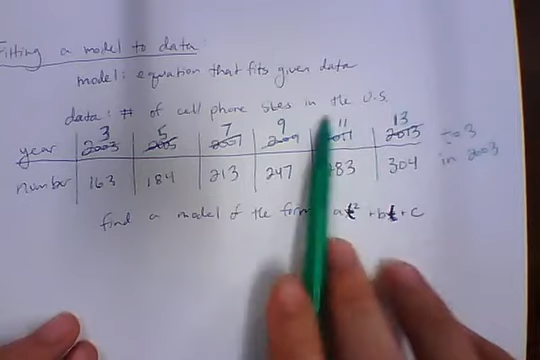 Fitting a model to data
model: equation that fits given data
data: # of cell phone sites in the U.S.
3 5 7 9 11 13
year 2003 2005 2007 2009 2011 2013 t=3
number 163 184 213 247 283 304 in 2003
find a model of the form at² + bt + c